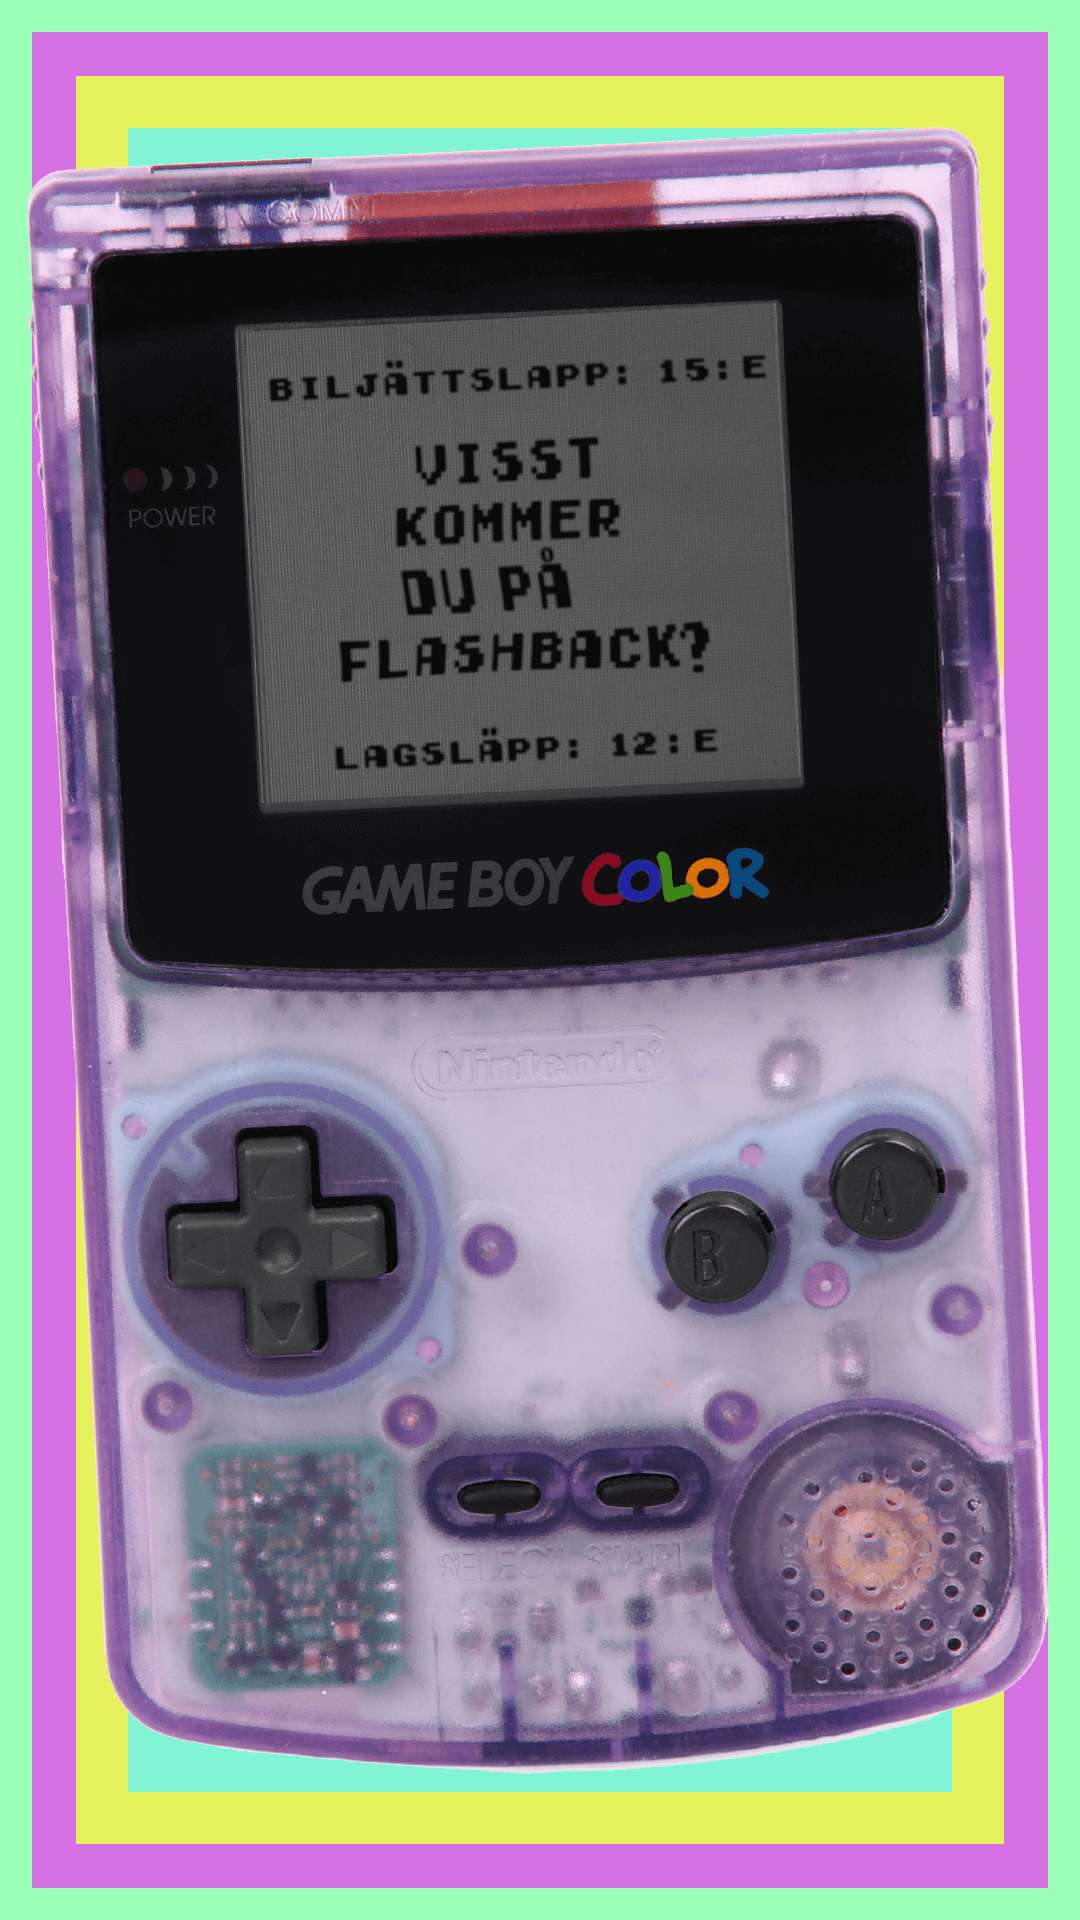 COMM.
BILJÄTTSLAPP: 15:E
VISST
KOMMER
DU PÅ
FLASHBACK?
LAGSLÄPP: 12:E
POWER
GAME BOY COLOR
Nintendo®
B
A
SELECT START